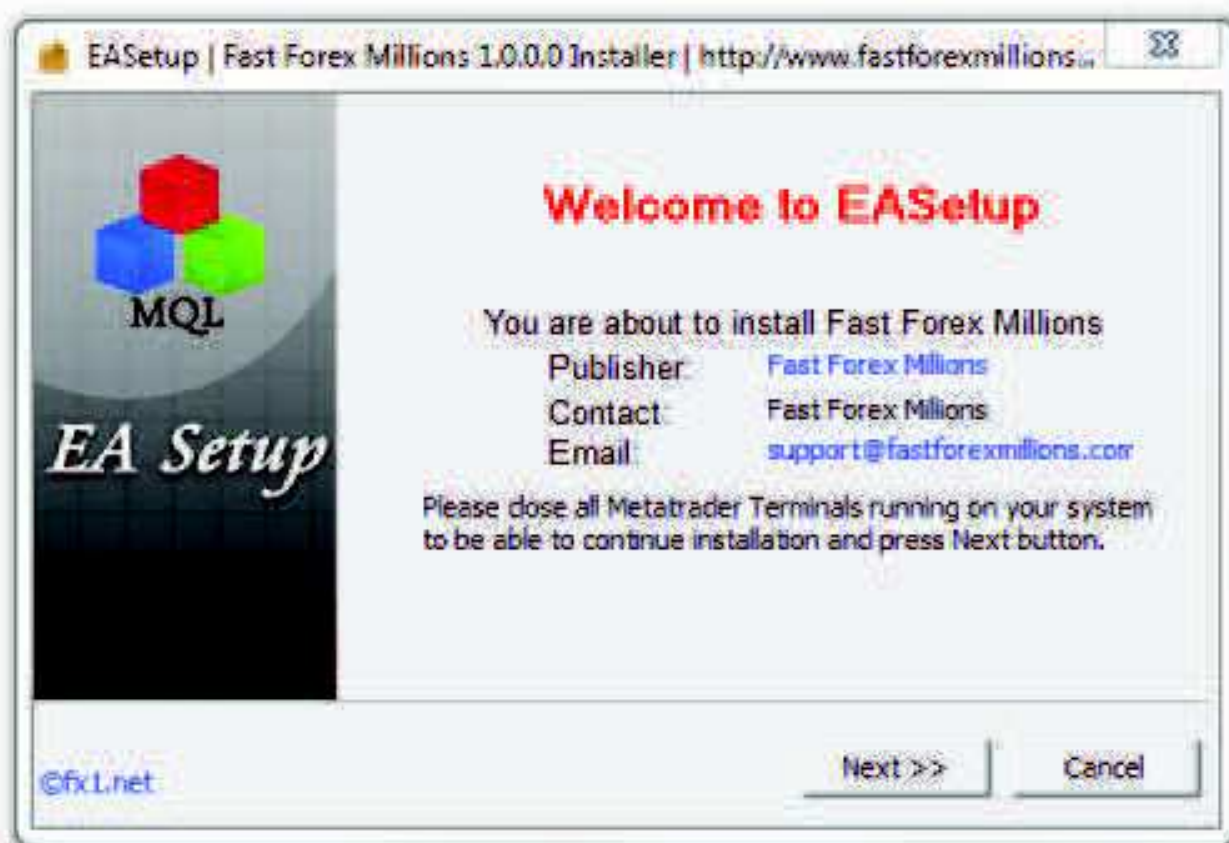 EASetup | Fast Forex Millions 1.0.0.0 Installer | http://www.fastforexmillions...
MQL
EA Setup
Welcome to EASetup
You are about to install Fast Forex Millions
Publisher: Fast Forex Millions
Contact: Fast Forex Millions
Email: support@fastforexmillions.com
Please close all Metatrader Terminals running on your system
to be able to continue installation and press Next button.
©fx1.net
Next >>
Cancel